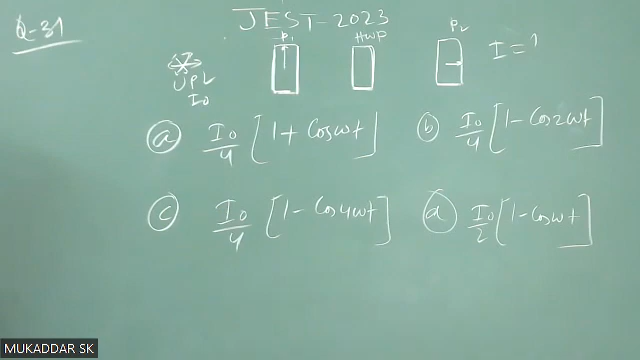 Q-31
JEST-2023
P1 HWP P2
UPL I = ?
I0
(a) I0/4 [1 + cosωt] (b) I0/4 [1 - cos2ωt]
(c) I0/4 [1 - cos4ωt] (d) I0/2 [1 - cosωt]
MUKADDAR SK